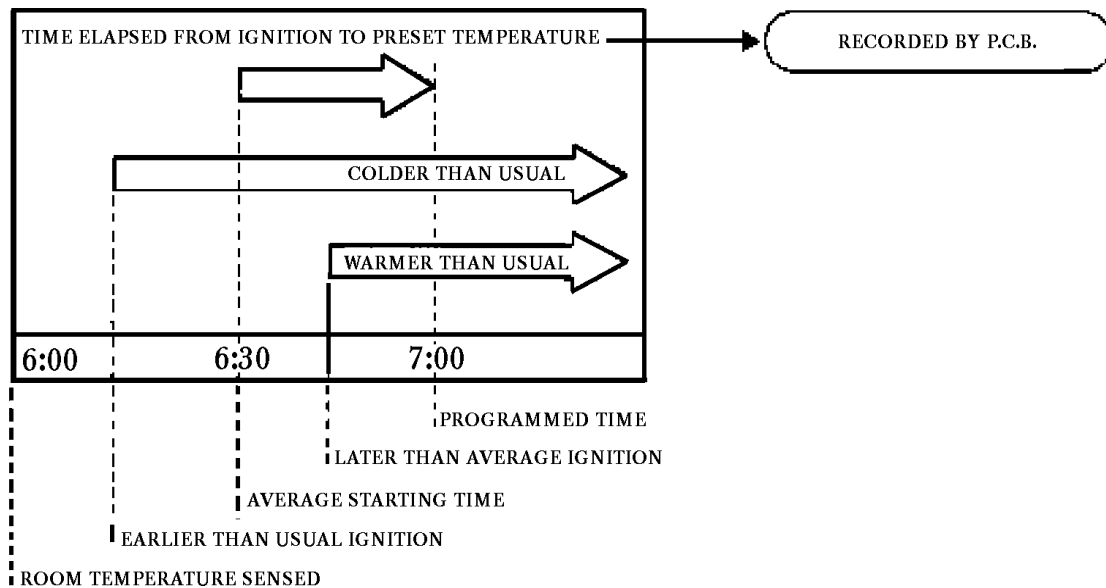 TIME ELAPSED FROM IGNITION TO PRESET TEMPERATURE
RECORDED BY P.C.B.
COLDER THAN USUAL
WARMER THAN USUAL
6:00 6:30 7:00
PROGRAMMED TIME
LATER THAN AVERAGE IGNITION
AVERAGE STARTING TIME
EARLIER THAN USUAL IGNITION
ROOM TEMPERATURE SENSED